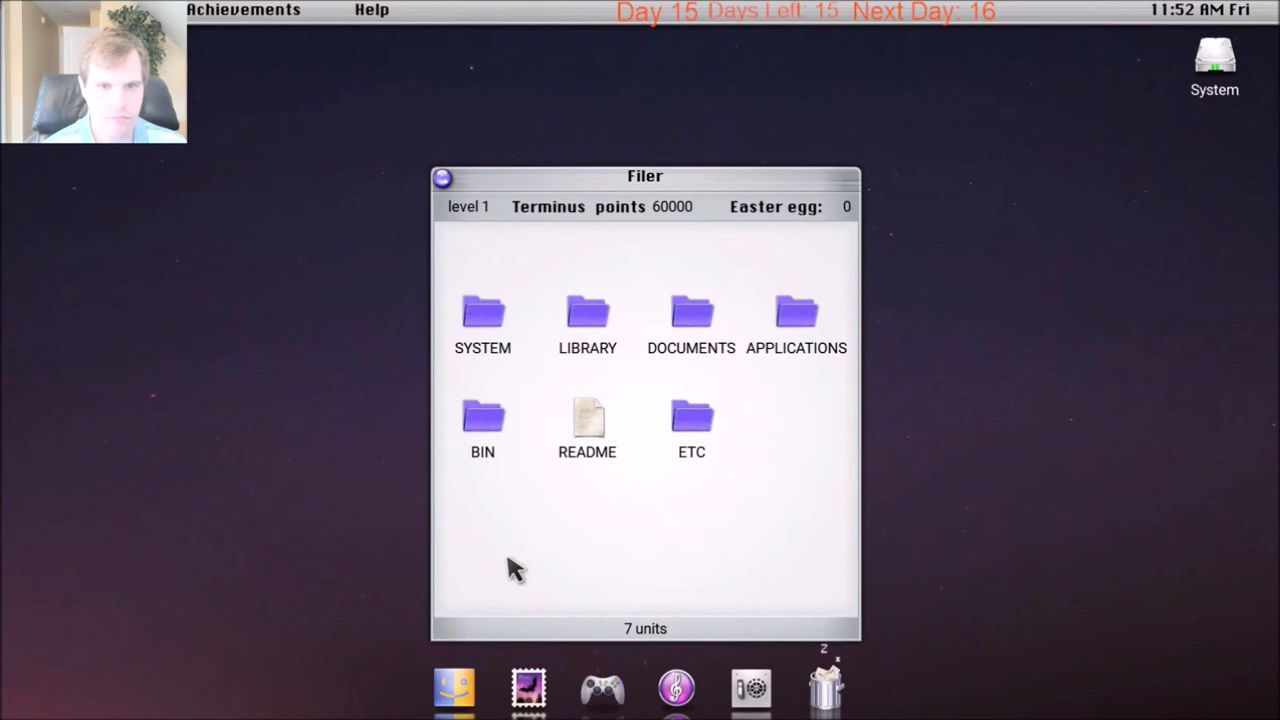 Achievements Help Day 15 Days Left: 15 Next Day: 16 11:52 AM Fri
System
Filer
level 1 Terminus points 60000 Easter egg: 0
SYSTEM LIBRARY DOCUMENTS APPLICATIONS
BIN README ETC
7 units
z